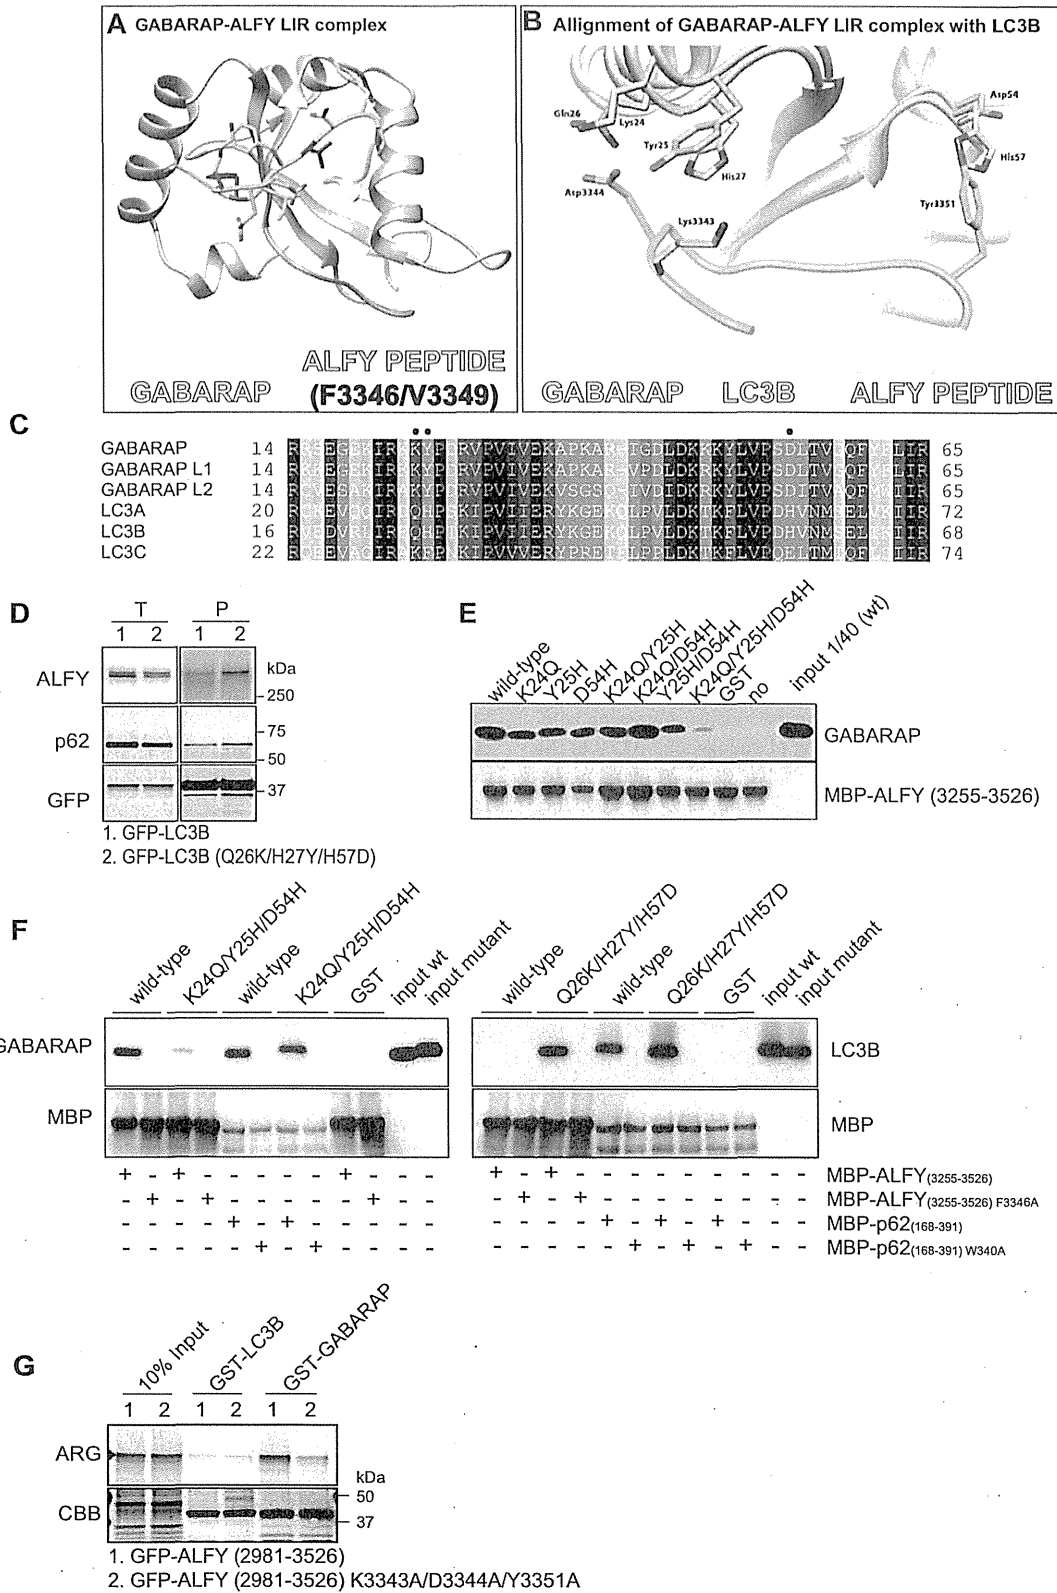 A GABARAP-ALFY LIR complex
GABARAP
ALFY PEPTIDE
(F3346/V3349)
B Allignment of GABARAP-ALFY LIR complex with LC3B
Gln26
Lys24
Tyr25
His27
Asp3344
Lys3343
Asp54
His57
Tyr3351
GABARAP LC3B ALFY PEPTIDE
C
GABARAP 14 65
GABARAP L1 14 65
GABARAP L2 14 65
LC3A 20 72
LC3B 16 68
LC3C 22 74
D
T P
1 2 1 2
kDa
ALFY
250
p62
75
50
GFP
37
1. GFP-LC3B
2. GFP-LC3B (Q26K/H27Y/H57D)
E
wild-type
K24Q
Y25H
D54H
K24Q/Y25H
K24Q/D54H
Y25H/D54H
K24Q/Y25H/D54H
GST
no
input 1/40 (wt)
GABARAP
MBP-ALFY (3255-3526)
F
wild-type
K24Q/Y25H/D54H
wild-type
K24Q/Y25H/D54H
GST
input wt
input mutant
GABARAP
MBP
wild-type
Q26K/H27Y/H57D
wild-type
Q26K/H27Y/H57D
GST
input wt
input mutant
LC3B
MBP
+ - + - - - - - + - - - + - + - - - - - - - - - MBP-ALFY(3255-3526)
- + - + - - - - - + - - - + - + - - - - - - - - MBP-ALFY(3255-3526) F3346A
- - - - + - + - - - - - - - - - + - + - + - - - MBP-p62(168-391)
- - - - - + - + - - - - - - - - - + - + - + - - MBP-p62(168-391) W340A
G
10% Input
GST-LC3B
GST-GABARAP
1 2 1 2 1 2
ARG
kDa
50
CBB
37
1. GFP-ALFY (2981-3526)
2. GFP-ALFY (2981-3526) K3343A/D3344A/Y3351A